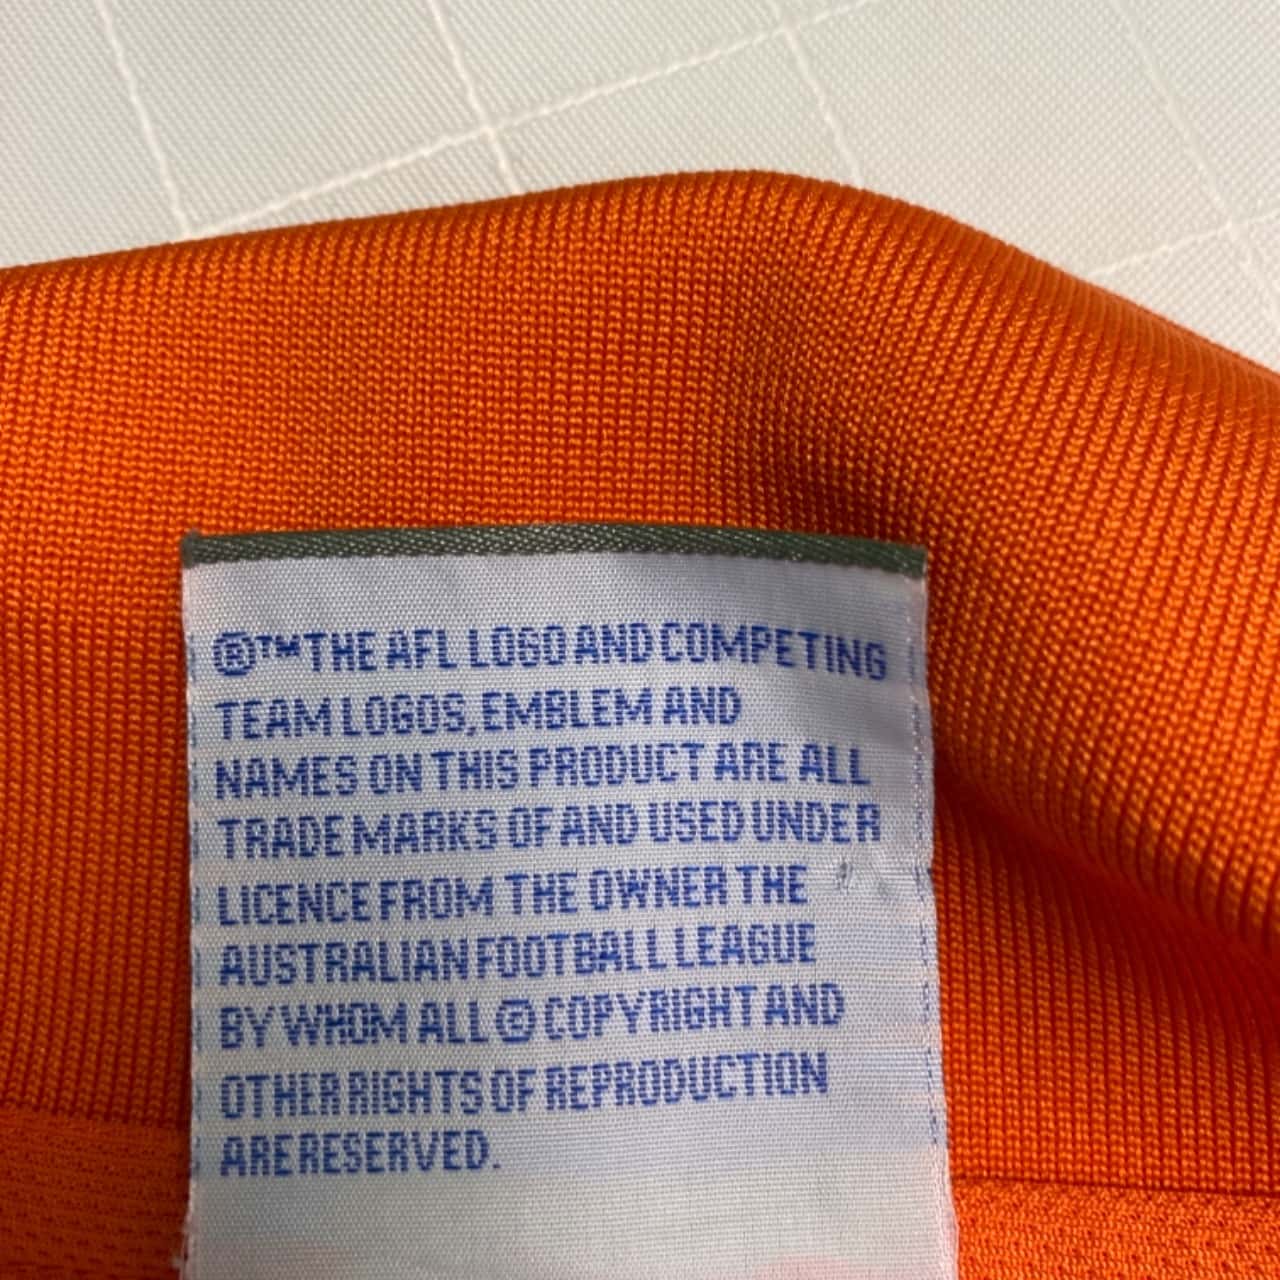 ®™THE AFL LOGO AND COMPETING
TEAM LOGOS, EMBLEM AND
NAMES ON THIS PRODUCT ARE ALL
TRADE MARKS OF AND USED UNDER
LICENCE FROM THE OWNER THE
AUSTRALIAN FOOTBALL LEAGUE
BY WHOM ALL © COPYRIGHT AND
OTHER RIGHTS OF REPRODUCTION
ARE RESERVED.